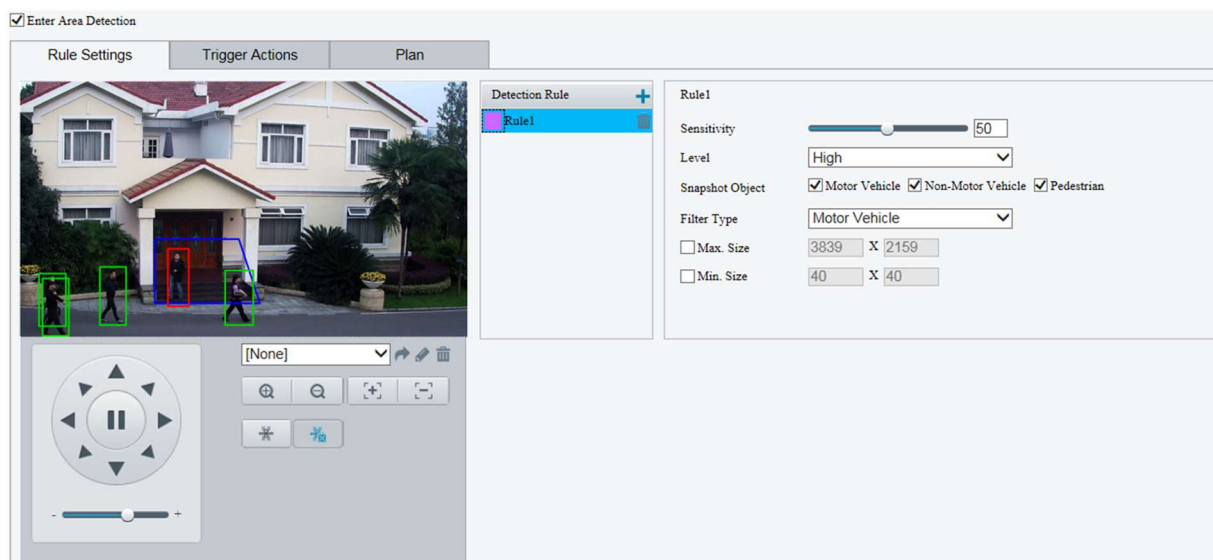 Enter Area Detection
Rule Settings
Trigger Actions
Plan
Detection Rule
Rule1
[None]
- +
Rule1
Sensitivity 50
Level High
Snapshot Object Motor Vehicle Non-Motor Vehicle Pedestrian
Filter Type Motor Vehicle
Max. Size 3839 X 2159
Min. Size 40 X 40